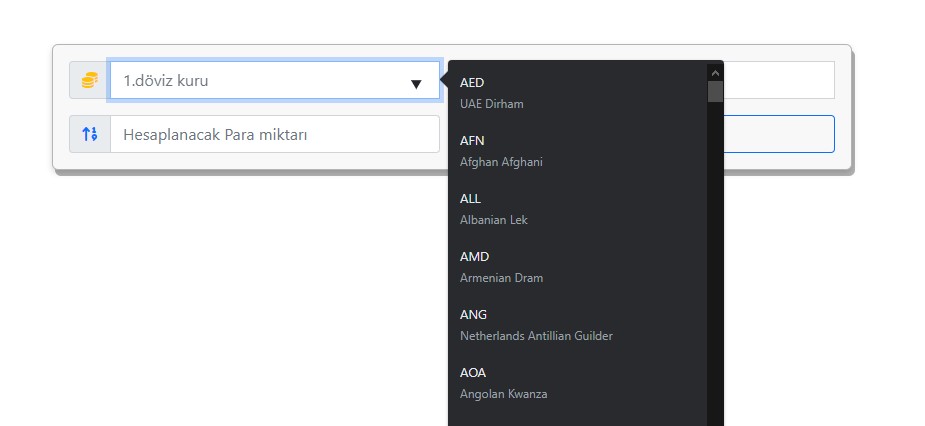 1.döviz kuru
Hesaplanacak Para miktarı
AED
UAE Dirham
AFN
Afghan Afghani
ALL
Albanian Lek
AMD
Armenian Dram
ANG
Netherlands Antillian Guilder
AOA
Angolan Kwanza